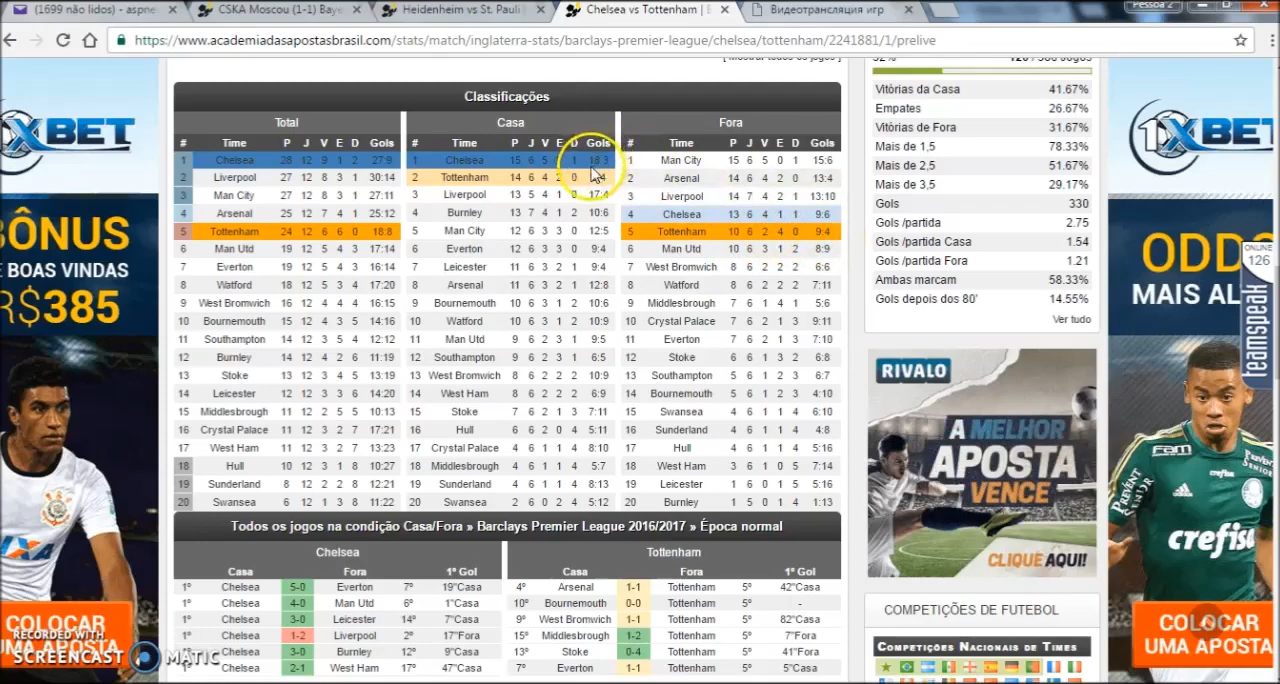 (1699 não lidos) - aspne
CSKA Moscou (1-1) Baye
Heidenheim vs St. Pauli
Chelsea vs Tottenham | E
Видеотрансляция игр
Pessoa 2
https://www.academiadasapostasbrasil.com/stats/match/inglaterra-stats/barclays-premier-league/chelsea/tottenham/2241881/1/prelive
Classificações
Total Casa Fora
# Time P J V E D Gols # Time P J V E D Gols # Time P J V E D Gols
1 Chelsea 28 12 9 1 2 27:9 1 Chelsea 15 6 5 1 18:3 1 Man City 15 6 5 0 1 15:6
2 Liverpool 27 12 8 3 1 30:14 2 Tottenham 14 6 4 2 0 2 Arsenal 14 6 4 2 0 13:4
3 Man City 27 12 8 3 1 27:11 3 Liverpool 13 5 4 1 0 17:4 3 Liverpool 14 7 4 2 1 13:10
4 Arsenal 25 12 7 4 1 25:12 4 Burnley 13 7 4 1 2 10:6 4 Chelsea 13 6 4 1 1 9:6
5 Tottenham 24 12 6 6 0 18:8 5 Man City 12 6 3 3 0 12:5 5 Tottenham 10 6 2 4 0 9:4
6 Man Utd 19 12 5 4 3 17:14 6 Everton 12 6 3 3 0 9:4 6 Man Utd 10 6 3 1 2 8:9
7 Everton 19 12 5 4 3 16:14 7 Leicester 11 6 3 2 1 9:4 7 West Bromwich 8 6 2 2 2 6:6
8 Watford 18 12 5 3 4 17:20 8 Arsenal 11 6 3 2 1 12:8 8 Watford 8 6 2 2 2 7:11
9 West Bromwich 16 12 4 4 4 16:15 9 Bournemouth 10 6 3 1 2 10:6 9 Middlesbrough 7 6 1 4 1 5:6
10 Bournemouth 15 12 4 3 5 14:16 10 Watford 10 6 3 1 2 10:9 10 Crystal Palace 7 6 2 1 3 9:11
11 Southampton 14 12 3 5 4 12:13 11 Man Utd 9 6 2 3 1 9:5 11 Everton 7 6 2 1 3 7:10
12 Burnley 14 12 4 2 6 11:19 12 Southampton 9 6 2 3 1 6:5 12 Stoke 6 6 1 3 2 6:8
13 Stoke 13 12 3 4 5 13:19 13 West Bromwich 8 6 2 2 2 10:9 13 Southampton 5 6 1 2 3 6:7
14 Leicester 12 12 3 3 6 14:20 14 West Ham 8 6 2 2 2 6:9 14 Bournemouth 5 6 1 2 3 4:10
15 Middlesbrough 11 12 2 5 5 10:13 15 Stoke 7 6 2 1 3 7:11 15 Swansea 4 6 1 1 4 6:10
16 Crystal Palace 11 12 3 2 7 17:21 16 Hull 6 6 2 0 4 5:11 16 Sunderland 4 6 1 1 4 4:8
17 West Ham 11 12 3 2 7 13:23 17 Crystal Palace 4 6 1 1 4 8:10 17 Hull 4 6 1 1 4 5:16
18 Hull 10 12 3 1 8 10:27 18 Middlesbrough 4 6 1 1 4 5:7 18 West Ham 3 6 1 0 5 7:14
19 Sunderland 8 12 2 2 8 12:21 19 Sunderland 4 6 1 1 4 8:13 19 Leicester 1 6 0 1 5 5:16
20 Swansea 6 12 1 3 8 11:22 20 Swansea 2 6 0 2 4 5:12 20 Burnley 1 5 0 1 4 1:13
Todos os jogos na condição Casa/Fora » Barclays Premier League 2016/2017 » Época normal
Chelsea Tottenham
Casa Fora 1º Gol Casa Fora 1º Gol
1º Chelsea 5-0 Everton 7º 19"Casa 4º Arsenal 1-1 Tottenham 5º 42"Casa
1º Chelsea 4-0 Man Utd 6º 1"Casa 10º Bournemouth 0-0 Tottenham 5º -
1º Chelsea 3-0 Leicester 14º 7"Casa 9º West Bromwich 1-1 Tottenham 5º 82"Casa
1º Chelsea 1-2 Liverpool 2º 17"Fora 15º Middlesbrough 1-2 Tottenham 5º 7"Fora
1º Chelsea 3-0 Burnley 12º 9"Casa 13º Stoke 0-4 Tottenham 5º 41"Fora
1º Chelsea 2-1 West Ham 17º 47"Casa 7º Everton 1-1 Tottenham 5º 5"Casa
Vitórias da Casa 41.67%
Empates 26.67%
Vitórias de Fora 31.67%
Mais de 1,5 78.33%
Mais de 2,5 51.67%
Mais de 3,5 29.17%
Gols 330
Gols /partida 2.75
Gols /partida Casa 1.54
Gols /partida Fora 1.21
Ambas marcam 58.33%
Gols depois dos 80' 14.55%
Ver tudo
RIVALO
A MELHOR
APOSTA
VENCE
CLIQUE AQUI!
COMPETIÇÕES DE FUTEBOL
Competições Nacionais de Times
XBET
BÔNUS
E BOAS VINDAS
R$385
COLOCAR
UMA APOSTA
RECORDED WITH
SCREENCAST MATIC
1XBET
ODD
MAIS AL
ONLINE
126
teamspeak
FAM
crefisa
COLOCAR
UMA APOSTA